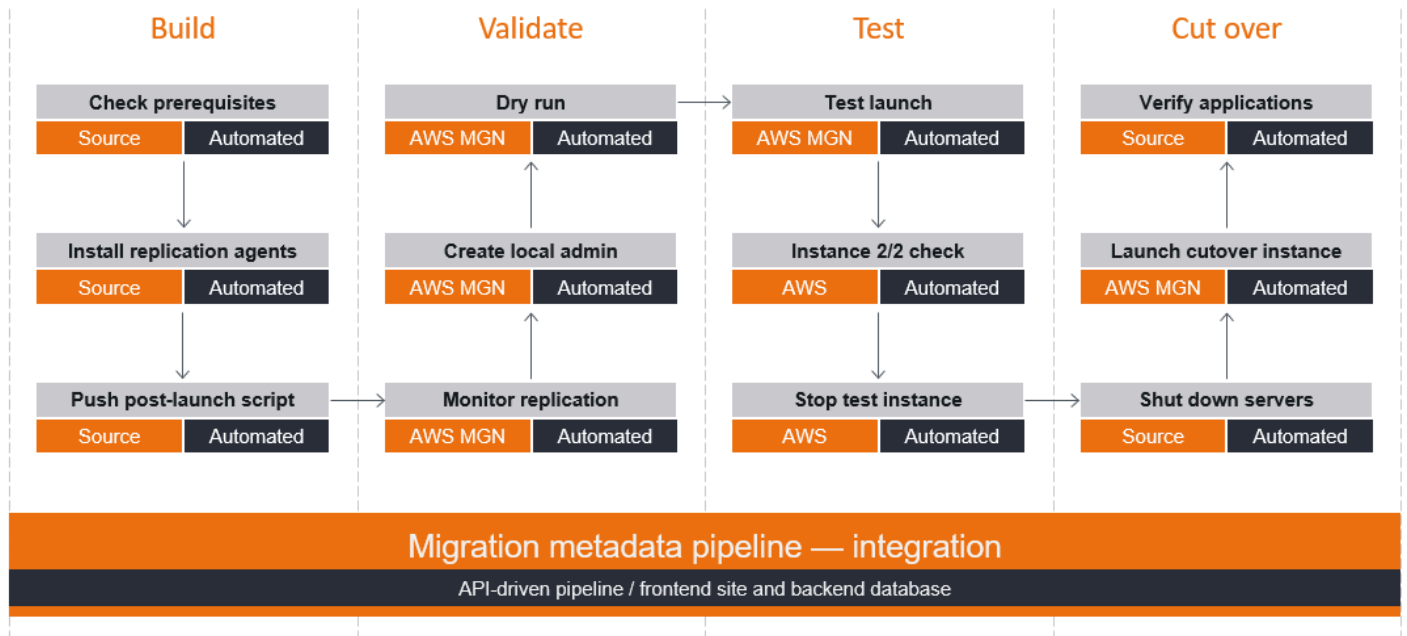 Build
Validate
Test
Cut over
Check prerequisites
Source
Automated
Install replication agents
Source
Automated
Push post-launch script
Source
Automated
Dry run
AWS MGN
Automated
Create local admin
AWS MGN
Automated
Monitor replication
AWS MGN
Automated
Test launch
AWS MGN
Automated
Instance 2/2 check
AWS
Automated
Stop test instance
AWS
Automated
Verify applications
Source
Automated
Launch cutover instance
AWS MGN
Automated
Shut down servers
Source
Automated
Migration metadata pipeline — integration
API-driven pipeline / frontend site and backend database